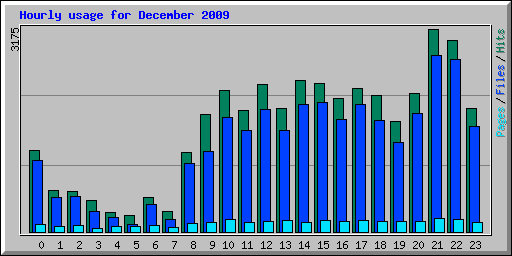 Hourly usage for December 2009
3175
Pages/Files/Hits
0 1 2 3 4 5 6 7 8 9 10 11 12 13 14 15 16 17 18 19 20 21 22 23